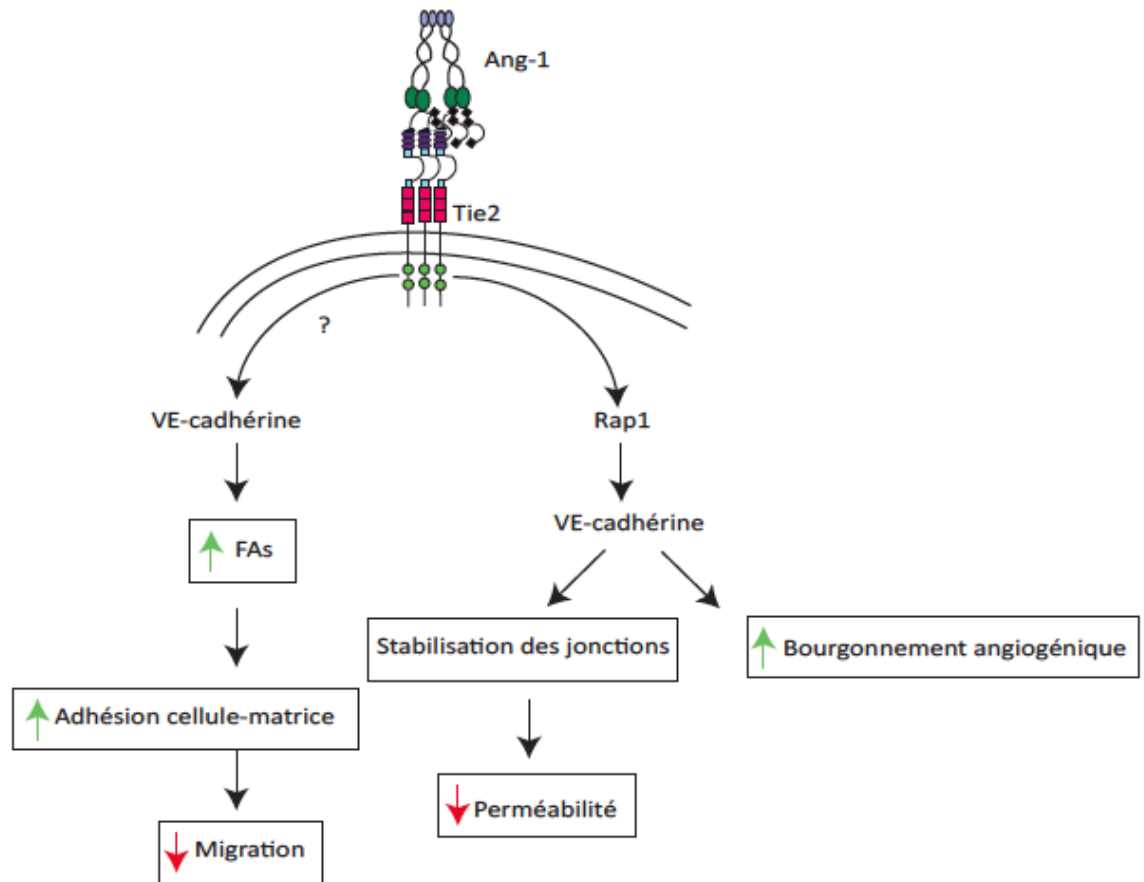 Ang-1
Tie2
?
VE-cadhérine
Rap1
FAs
VE-cadhérine
Stabilisation des jonctions
Bourgonnement angiogénique
Adhésion cellule-matrice
Perméabilité
Migration